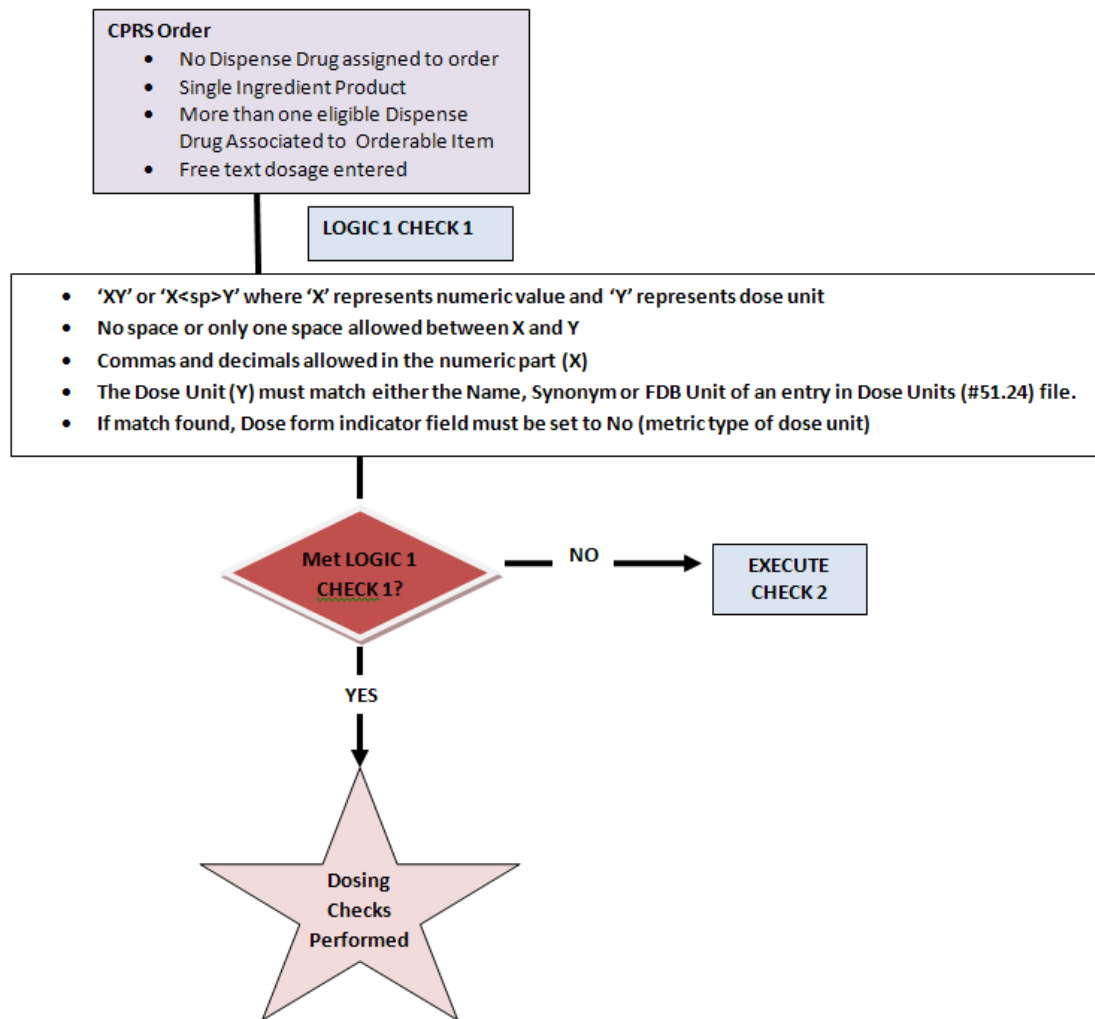 CPRS Order
• No Dispense Drug assigned to order
• Single Ingredient Product
• More than one eligible Dispense
Drug Associated to Orderable Item
• Free text dosage entered
LOGIC 1 CHECK 1
• ‘XY’ or ‘X<sp>Y’ where ‘X’ represents numeric value and ‘Y’ represents dose unit
• No space or only one space allowed between X and Y
• Commas and decimals allowed in the numeric part (X)
• The Dose Unit (Y) must match either the Name, Synonym or FDB Unit of an entry in Dose Units (#51.24) file.
• If match found, Dose form indicator field must be set to No (metric type of dose unit)
Met LOGIC 1
CHECK 1?
NO
EXECUTE
CHECK 2
YES
Dosing
Checks
Performed